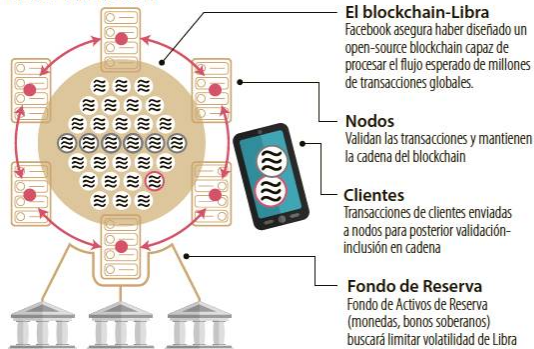 El blockchain-Libra
Facebook asegura haber diseñado un
open-source blockchain capaz de
procesar el flujo esperado de millones
de transacciones globales.
Nodos
Validan las transacciones y mantienen
la cadena del blockchain
Clientes
Transacciones de clientes enviadas
a nodos para posterior validación-
inclusión en cadena
Fondo de Reserva
Fondo de Activos de Reserva
(monedas, bonos soberanos)
buscará limitar volatilidad de Libra